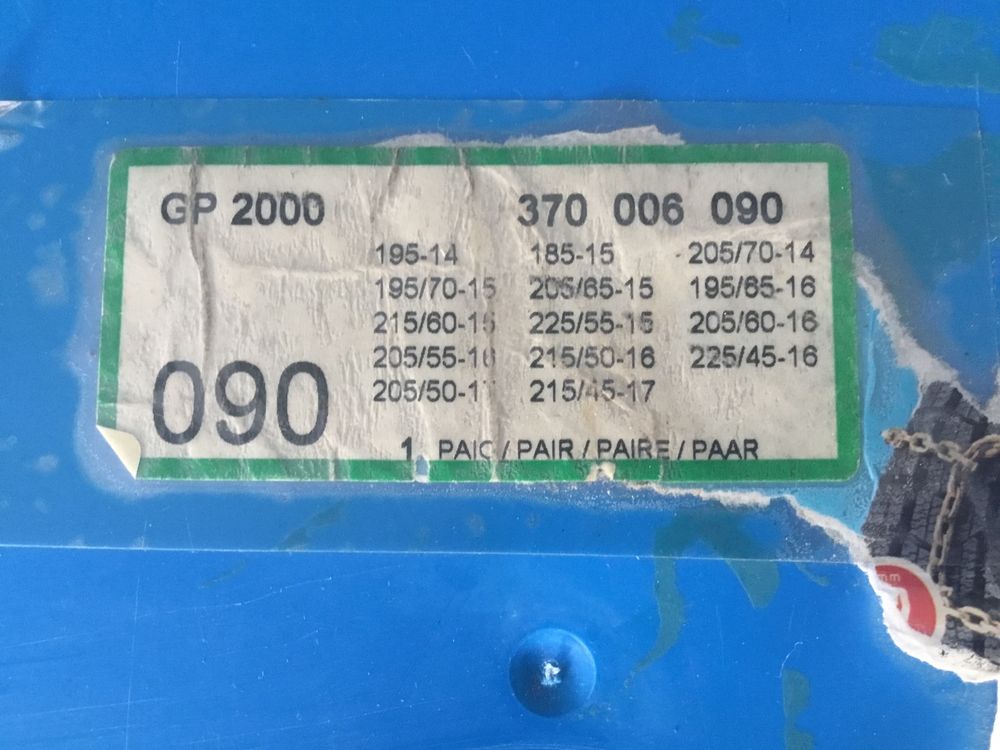 GP 2000 370 006 090
195-14 185-15 205/70-14
195/70-15 205/65-15 195/65-16
215/60-15 225/55-15 205/60-16
205/55-16 215/50-16 225/45-16
205/50-17 215/45-17
090
1 PAIO / PAIR / PAIRE / PAAR
mm